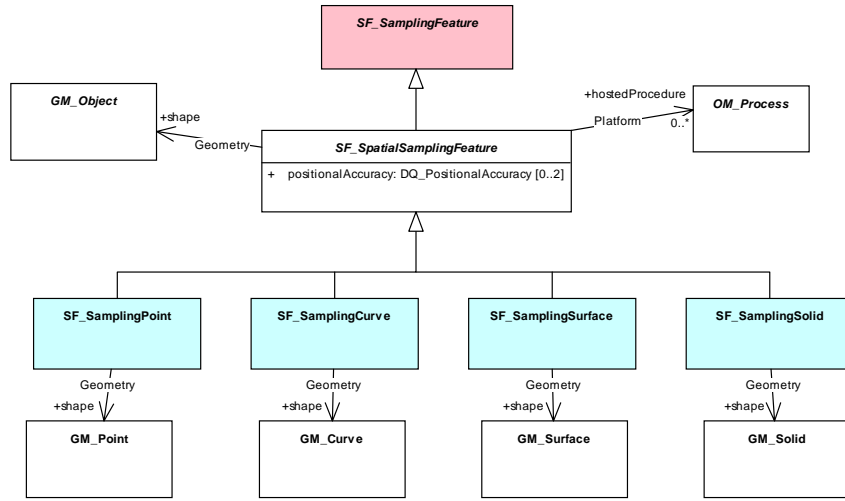 SF_SamplingFeature
GM_Object
+shape
Geometry
+hostedProcedure
Platform
0..*
OM_Process
SF_SpatialSamplingFeature
+ positionalAccuracy: DQ_PositionalAccuracy [0..2]
SF_SamplingPoint
SF_SamplingCurve
SF_SamplingSurface
SF_SamplingSolid
Geometry
Geometry
Geometry
Geometry
+shape
+shape
+shape
+shape
GM_Point
GM_Curve
GM_Surface
GM_Solid